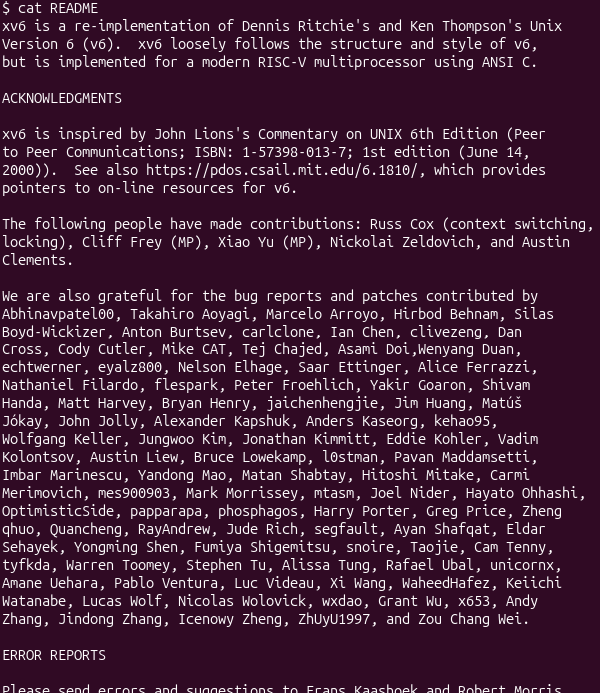 $ cat README
xv6 is a re-implementation of Dennis Ritchie's and Ken Thompson's Unix
Version 6 (v6).  xv6 loosely follows the structure and style of v6,
but is implemented for a modern RISC-V multiprocessor using ANSI C.

ACKNOWLEDGMENTS

xv6 is inspired by John Lions's Commentary on UNIX 6th Edition (Peer
to Peer Communications; ISBN: 1-57398-013-7; 1st edition (June 14,
2000)).  See also https://pdos.csail.mit.edu/6.1810/, which provides
pointers to on-line resources for v6.

The following people have made contributions: Russ Cox (context switching,
locking), Cliff Frey (MP), Xiao Yu (MP), Nickolai Zeldovich, and Austin
Clements.

We are also grateful for the bug reports and patches contributed by
Abhinavpatel00, Takahiro Aoyagi, Marcelo Arroyo, Hirbod Behnam, Silas
Boyd-Wickizer, Anton Burtsev, carlclone, Ian Chen, clivezeng, Dan
Cross, Cody Cutler, Mike CAT, Tej Chajed, Asami Doi,Wenyang Duan,
echtwerner, eyalz800, Nelson Elhage, Saar Ettinger, Alice Ferrazzi,
Nathaniel Filardo, flespark, Peter Froehlich, Yakir Goaron, Shivam
Handa, Matt Harvey, Bryan Henry, jaichenhengjie, Jim Huang, Matúš
Jókay, John Jolly, Alexander Kapshuk, Anders Kaseorg, kehao95,
Wolfgang Keller, Jungwoo Kim, Jonathan Kimmitt, Eddie Kohler, Vadim
Kolontsov, Austin Liew, Bruce Lowekamp, l0stman, Pavan Maddamsetti,
Imbar Marinescu, Yandong Mao, Matan Shabtay, Hitoshi Mitake, Carmi
Merimovich, mes900903, Mark Morrissey, mtasm, Joel Nider, Hayato Ohhashi,
OptimisticSide, papparapa, phosphagos, Harry Porter, Greg Price, Zheng
qhuo, Quancheng, RayAndrew, Jude Rich, segfault, Ayan Shafqat, Eldar
Sehayek, Yongming Shen, Fumiya Shigemitsu, snoire, Taojie, Cam Tenny,
tyfkda, Warren Toomey, Stephen Tu, Alissa Tung, Rafael Ubal, unicornx,
Amane Uehara, Pablo Ventura, Luc Videau, Xi Wang, WaheedHafez, Keiichi
Watanabe, Lucas Wolf, Nicolas Wolovick, wxdao, Grant Wu, x653, Andy
Zhang, Jindong Zhang, Icenowy Zheng, ZhUyU1997, and Zou Chang Wei.

ERROR REPORTS

Please send errors and suggestions to Frans Kaashoek and Robert Morris